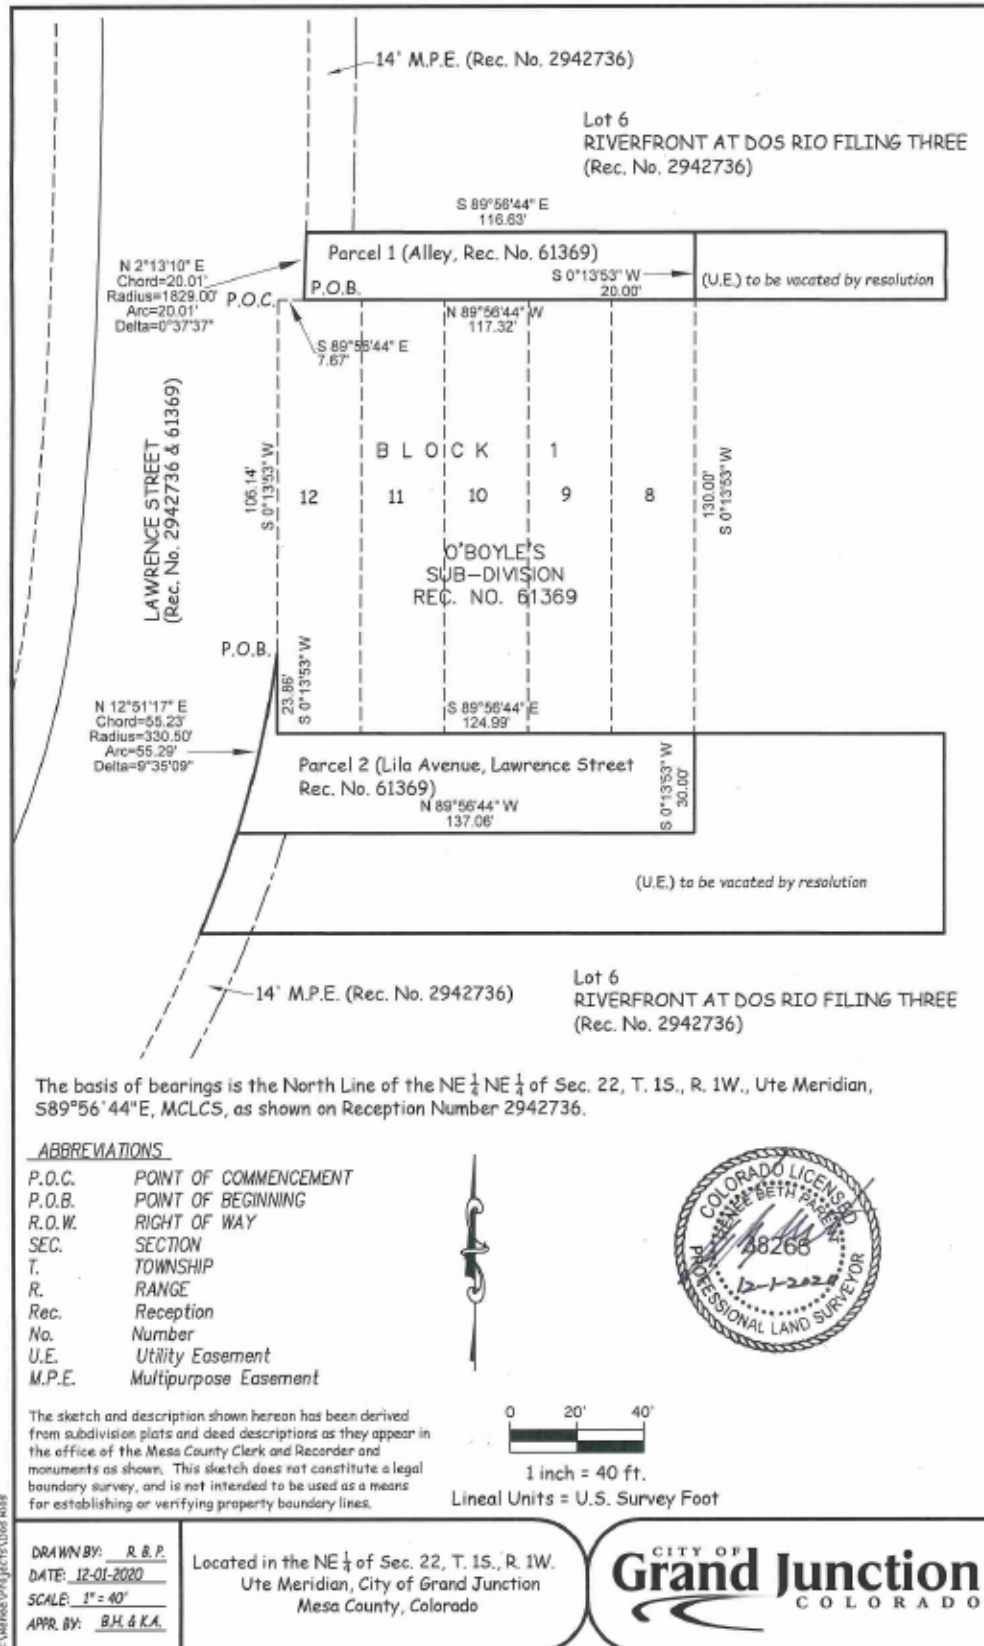 14' M.P.E. (Rec. No. 2942736)
Lot 6
RIVERFRONT AT DOS RIO FILING THREE
(Rec. No. 2942736)
S 89°56'44" E
116.63'
Parcel 1 (Alley, Rec. No. 61369)
N 2°13'10" E
Chord=20.01'
Radius=1829.00'
Arc=20.01'
Delta=0°37'37"
S 0°13'53" W
20.00'
(U.E.) to be vacated by resolution
P.O.C.
P.O.B.
N 89°56'44" W
117.32'
S 89°56'44" E
7.67'
LAWRENCE STREET
(Rec. No. 2942736 & 61369)
106.14'
S 0°13'53" W
BLOCK 1
12
11
10
9
8
130.00'
S 0°13'53" W
O'BOYLE'S
SUB-DIVISION
REC. NO. 61369
P.O.B.
23.86'
S 0°13'53" W
N 12°51'17" E
Chord=55.23'
Radius=330.50'
Arc=55.29'
Delta=9°35'09"
S 89°56'44" E
124.99'
Parcel 2 (Lila Avenue, Lawrence Street
Rec. No. 61369)
N 89°56'44" W
137.06'
S 0°13'53" W
30.00'
(U.E.) to be vacated by resolution
14' M.P.E. (Rec. No. 2942736)
Lot 6
RIVERFRONT AT DOS RIO FILING THREE
(Rec. No. 2942736)
The basis of bearings is the North Line of the NE 1/4 NE 1/4 of Sec. 22, T. 1S., R. 1W., Ute Meridian,
S89°56'44"E, MCLCS, as shown on Reception Number 2942736.
ABBREVIATIONS
P.O.C. POINT OF COMMENCEMENT
P.O.B. POINT OF BEGINNING
R.O.W. RIGHT OF WAY
SEC. SECTION
T. TOWNSHIP
R. RANGE
Rec. Reception
No. Number
U.E. Utility Easement
M.P.E. Multipurpose Easement
COLORADO LICENSED
RENEE BETH PARENT
38266
12-1-2020
PROFESSIONAL LAND SURVEYOR
The sketch and description shown hereon has been derived
from subdivision plats and deed descriptions as they appear in
the office of the Mesa County Clerk and Recorder and
monuments as shown. This sketch does not constitute a legal
boundary survey, and is not intended to be used as a means
for establishing or verifying property boundary lines.
0 20' 40'
1 inch = 40 ft.
Lineal Units = U.S. Survey Foot
DRAWN BY: R.B.P.
DATE: 12-01-2020
SCALE: 1" = 40'
APPR. BY: B.H. & K.A.
Located in the NE 1/4 of Sec. 22, T. 1S., R. 1W.
Ute Meridian, City of Grand Junction
Mesa County, Colorado
CITY OF
Grand Junction
COLORADO